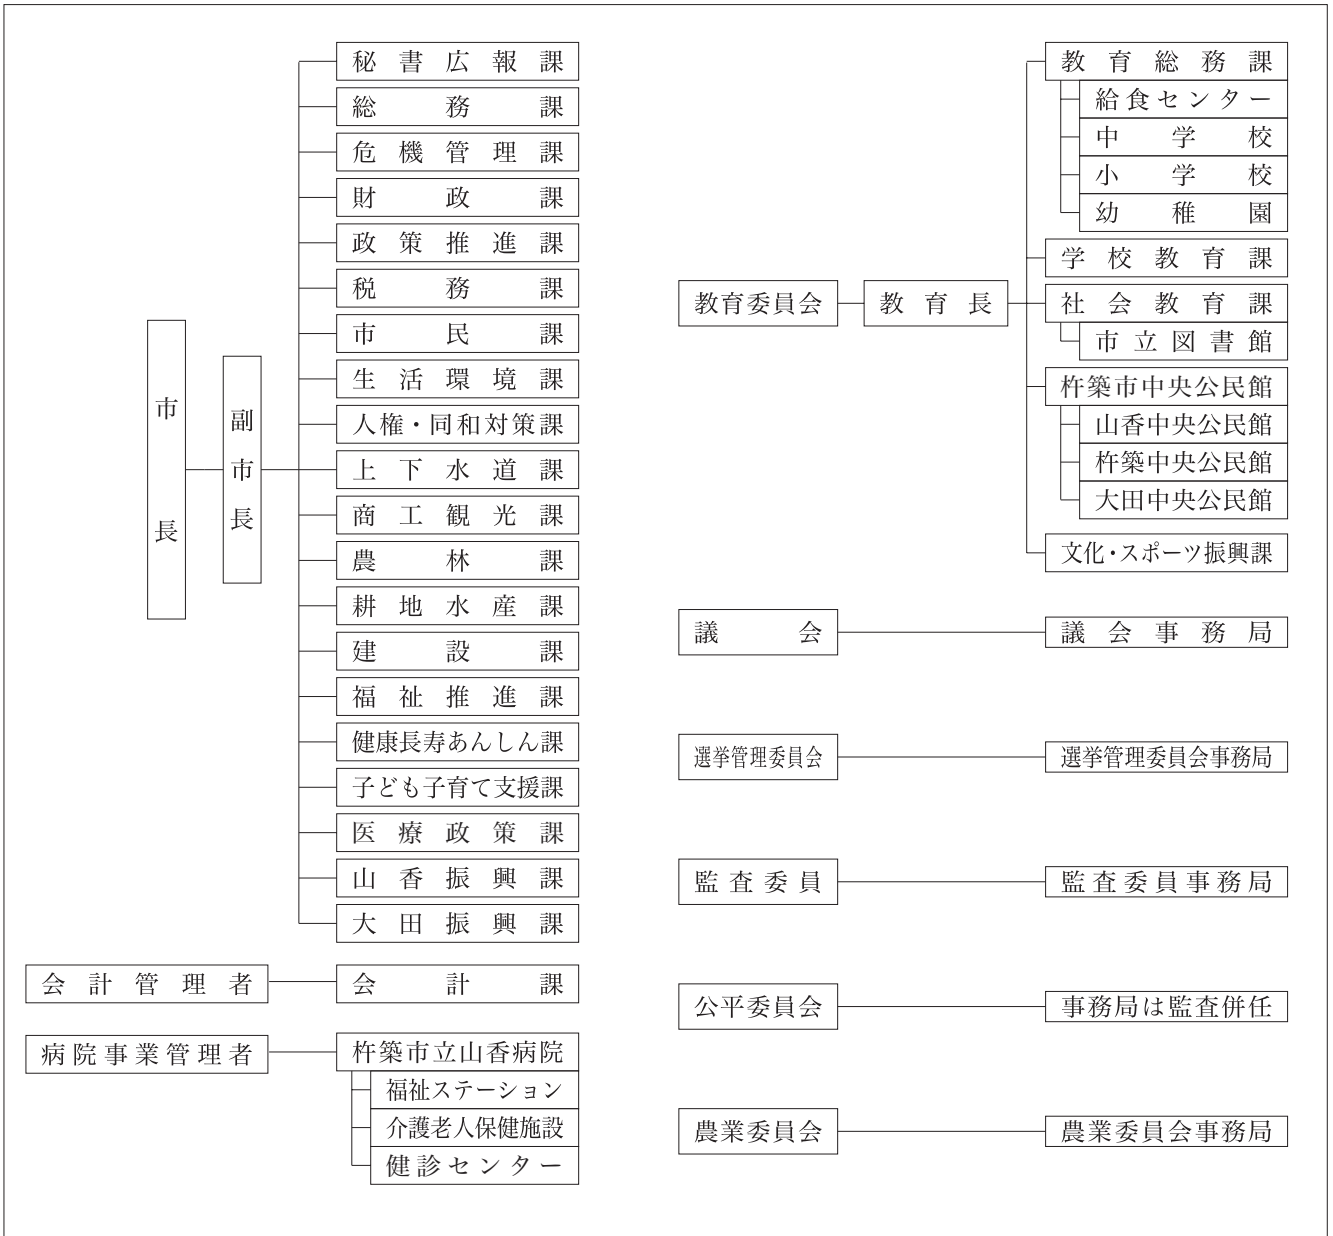 市長
副市長
秘書広報課
総務課
危機管理課
財政課
政策推進課
税務課
市民課
生活環境課
人権・同和対策課
上下水道課
商工観光課
農林課
耕地水産課
建設課
福祉推進課
健康長寿あんしん課
子ども子育て支援課
医療政策課
山香振興課
大田振興課
会計管理者
会計課
病院事業管理者
杵築市立山香病院
福祉ステーション
介護老人保健施設
健診センター
教育委員会
教育長
教育総務課
給食センター
中学校
小学校
幼稚園
学校教育課
社会教育課
市立図書館
杵築市中央公民館
山香中央公民館
杵築中央公民館
大田中央公民館
文化・スポーツ振興課
議会
議会事務局
選挙管理委員会
選挙管理委員会事務局
監査委員
監査委員事務局
公平委員会
事務局は監査併任
農業委員会
農業委員会事務局